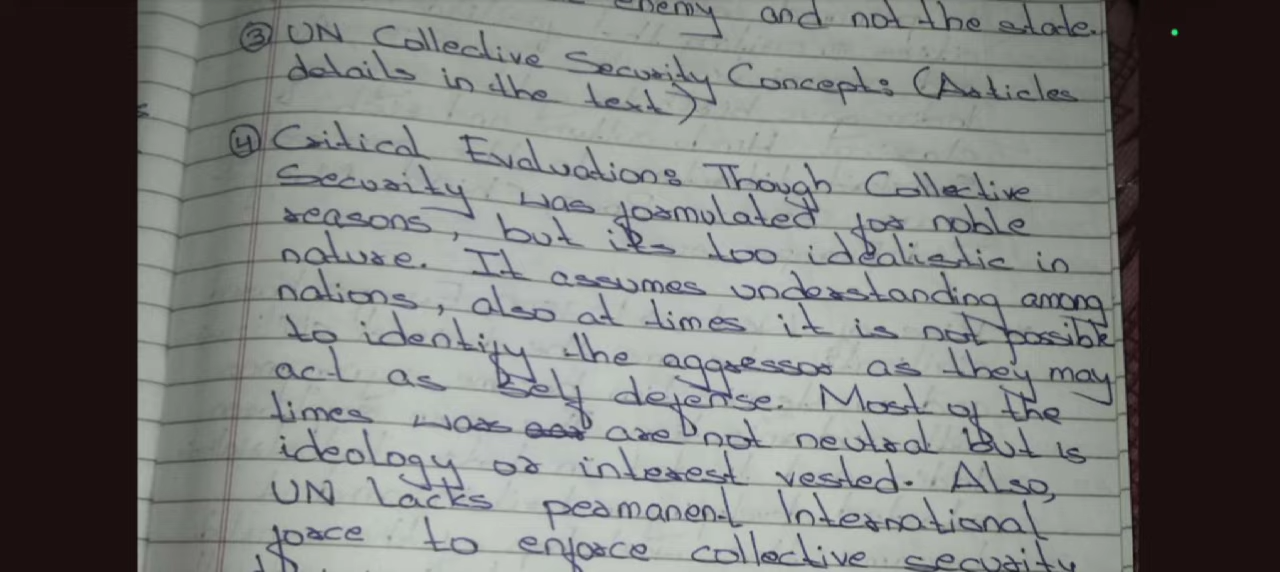 enemy and not the state.
③ UN Collective Security Concept: (Articles
details in the text)
④ Critical Evaluation: Though Collective
Security was formulated for noble
reasons, but its too idealistic in
nature. It assumes understanding among
nations, also at times it is not possible
to identify the aggressor as they may
act as self defense. Most of the
times war are not neutral But is
ideology or interest vested. Also,
UN lacks permanent International
force to enforce collective security